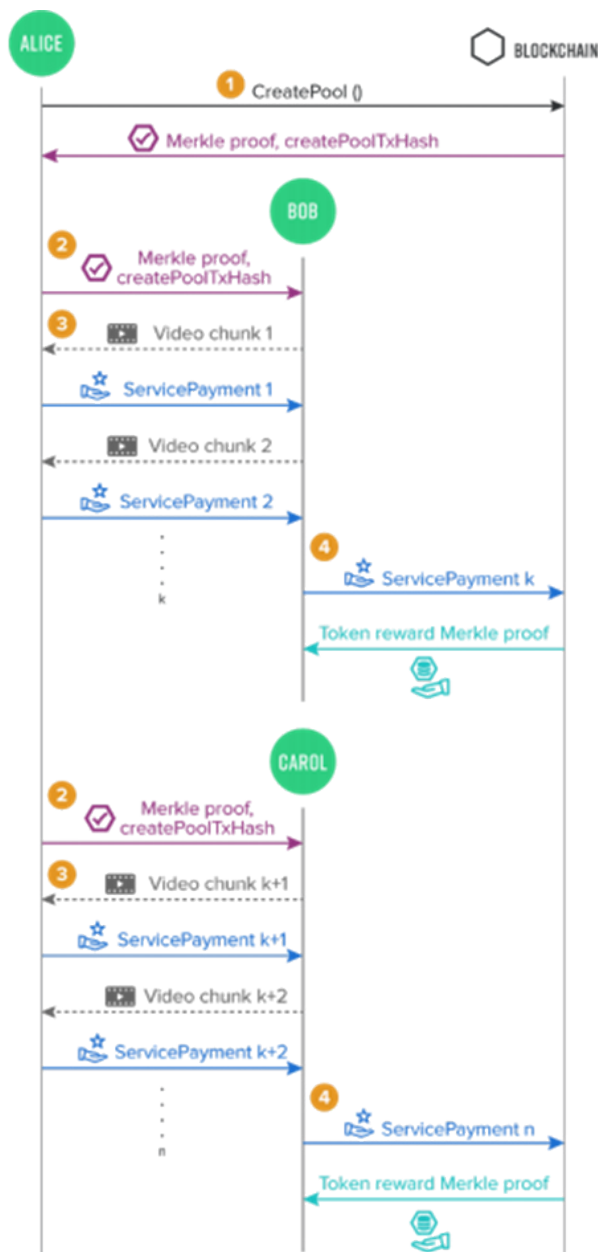 ALICE
BLOCKCHAIN
1 CreatePool ()
Merkle proof, createPoolTxHash
BOB
2 Merkle proof,
createPoolTxHash
3 Video chunk 1
ServicePayment 1
Video chunk 2
ServicePayment 2
4 ServicePayment k
k
Token reward Merkle proof
CAROL
2 Merkle proof,
createPoolTxHash
3 Video chunk k+1
ServicePayment k+1
Video chunk k+2
ServicePayment k+2
4 ServicePayment n
n
Token reward Merkle proof